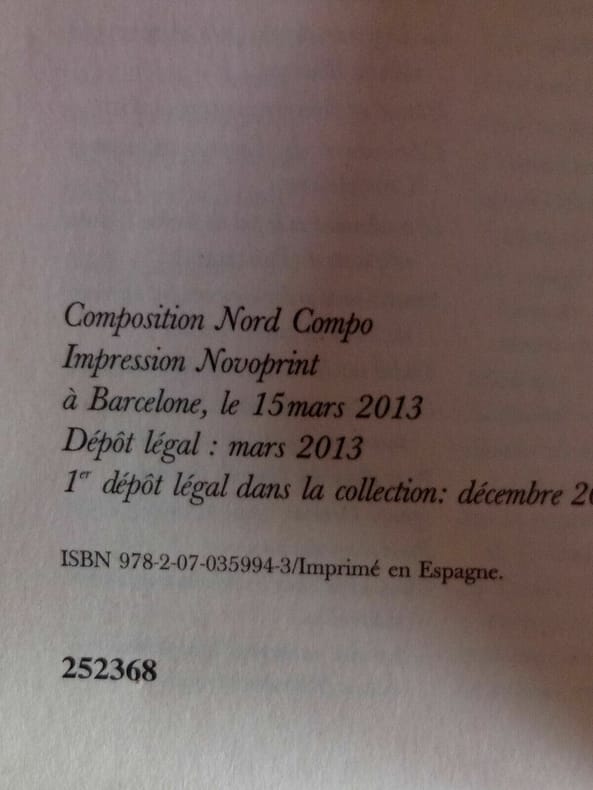 Composition Nord Compo
Impression Novoprint
à Barcelone, le 15 mars 2013
Dépôt légal : mars 2013
1er dépôt légal dans la collection: décembre
ISBN 978-2-07-035994-3/Imprimé en Espagne.
252368